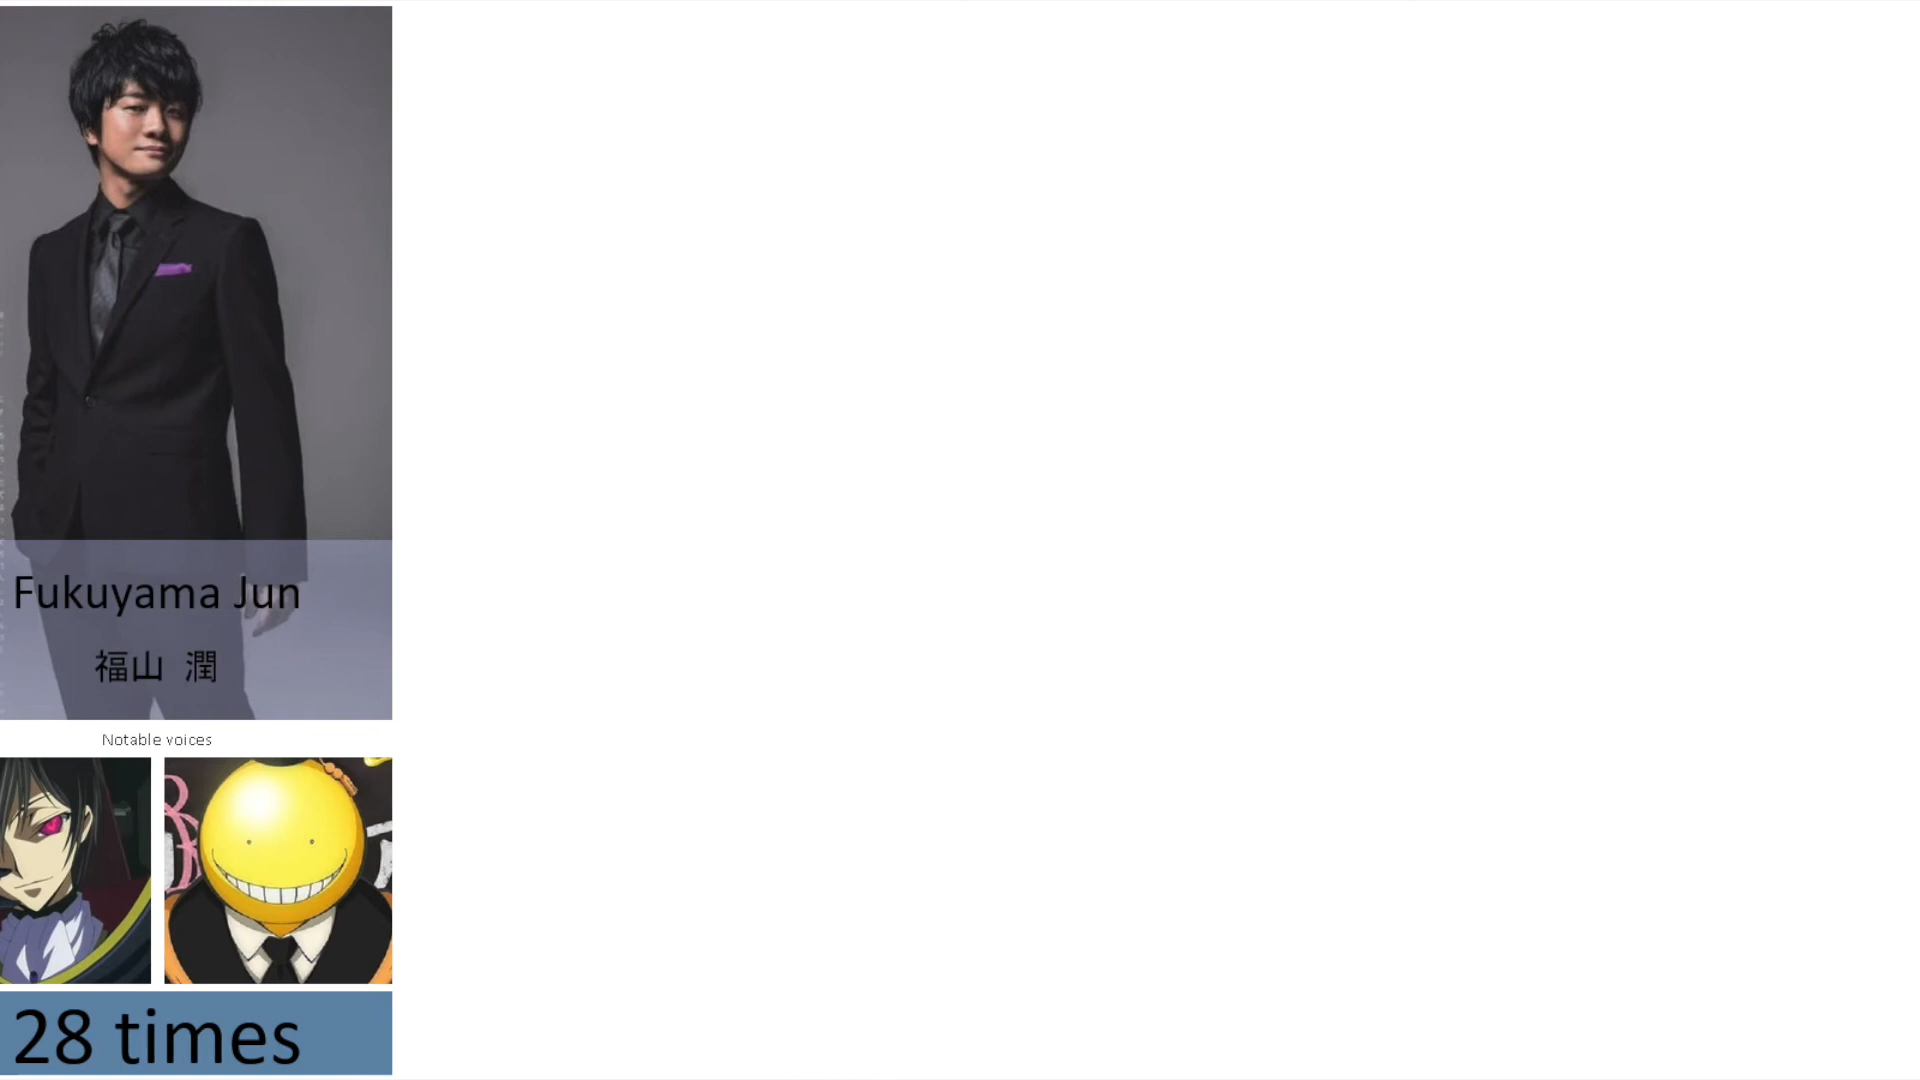 Fukuyama Jun
福山 潤
Notable voices
28 times